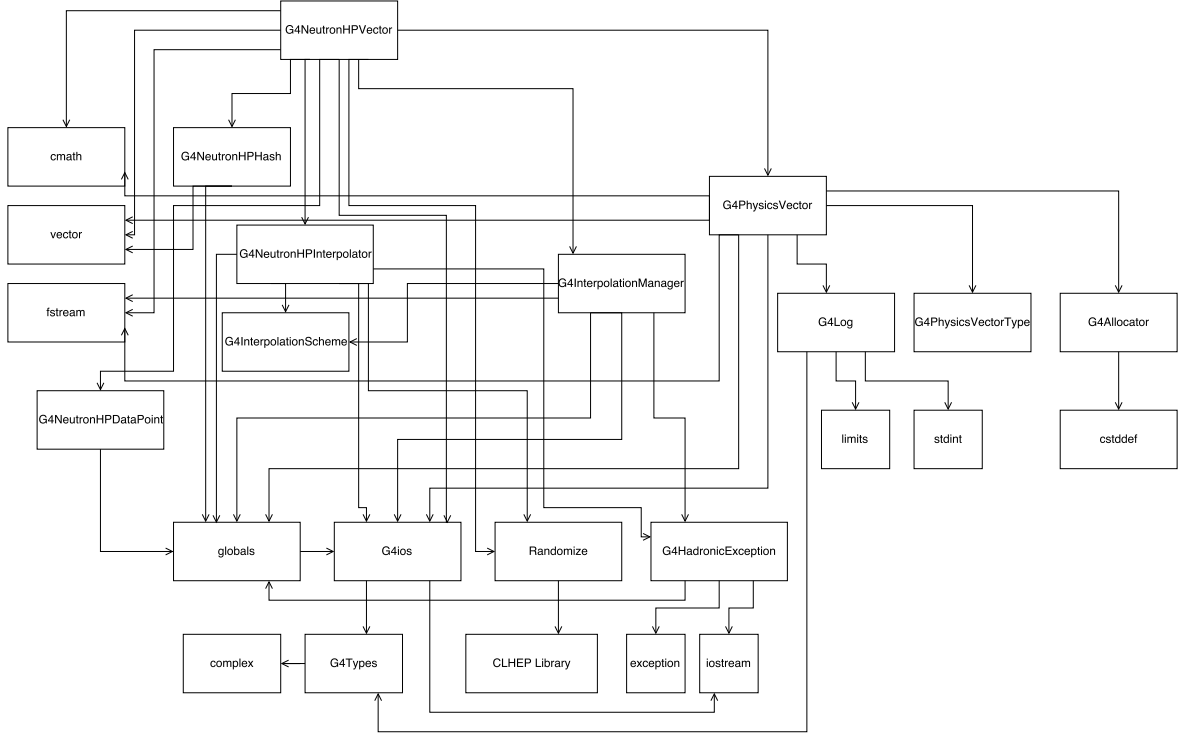 G4NeutronHPVector
cmath
G4NeutronHPHash
G4PhysicsVector
vector
G4NeutronHPInterpolator
G4InterpolationManager
fstream
G4InterpolationScheme
G4Log
G4PhysicsVectorType
G4Allocator
G4NeutronHPDataPoint
limits
stdint
cstddef
globals
G4ios
Randomize
G4HadronicException
complex
G4Types
CLHEP Library
exception
iostream